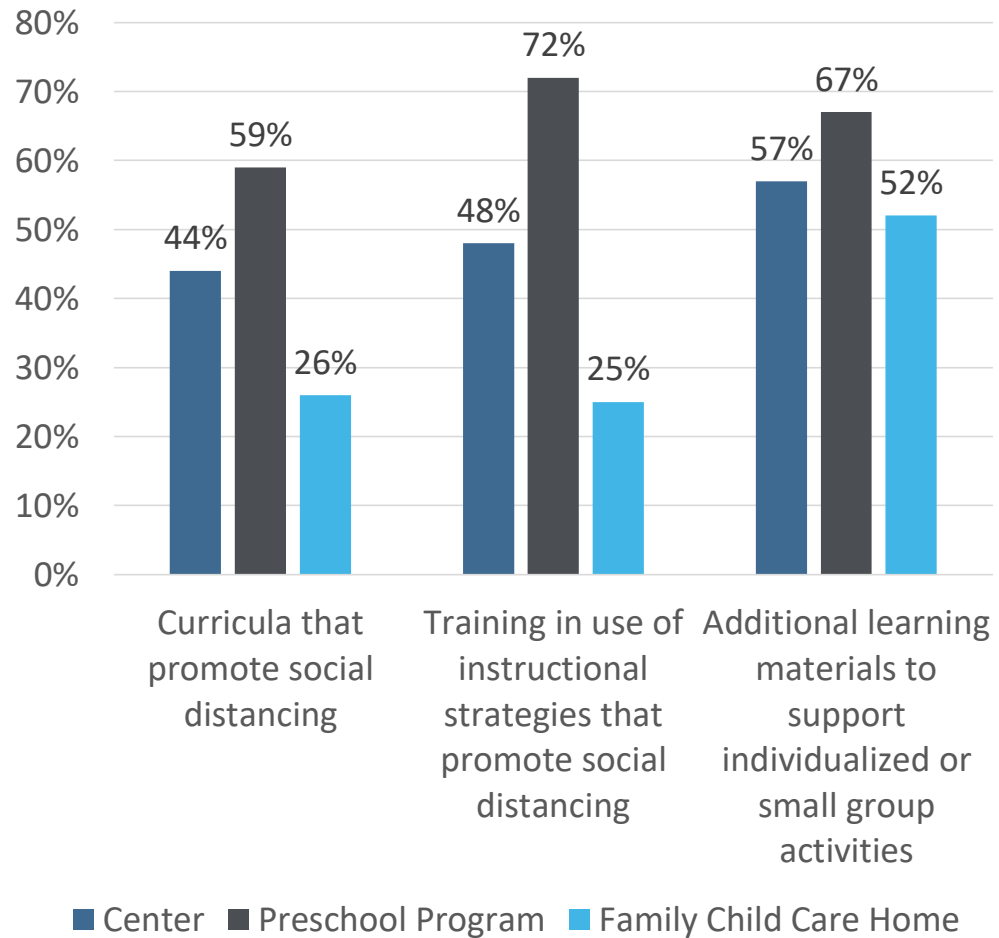 80%
70%
60%
50%
40%
30%
20%
10%
0%
44%
59%
26%
48%
72%
25%
57%
67%
52%
Curricula that
promote social
distancing
Training in use of
instructional
strategies that
promote social
distancing
Additional learning
materials to
support
individualized or
small group
activities
Center
Preschool Program
Family Child Care Home